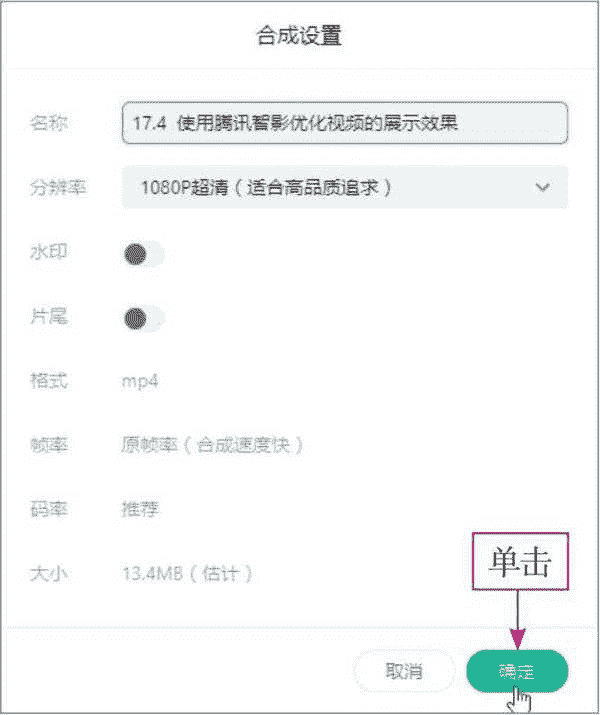 合成设置
名称 17.4 使用腾讯智影优化视频的展示效果
分辨率 1080P超清（适合高品质追求）
水印
片尾
格式 mp4
帧率 原帧率（合成速度快）
码率 推荐
大小 13.4MB（估计）
单击
取消 确定